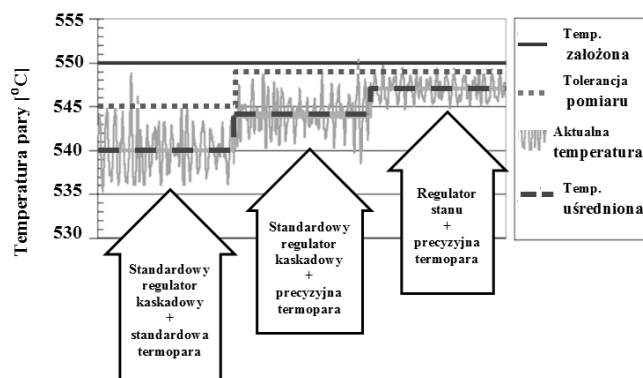 Temperatura pary |⁰C|
555
550
545
540
535
530
Standardowy
regulator
kaskadowy
+
standardowa
termopara
Standardowy
regulator
kaskadowy
+
precyzyjna
termopara
Regulator
stanu
+
precyzyjna
termopara
Temp.
założona
Tolerancja
pomiaru
Aktualna
temperatura
Temp.
uśredniona